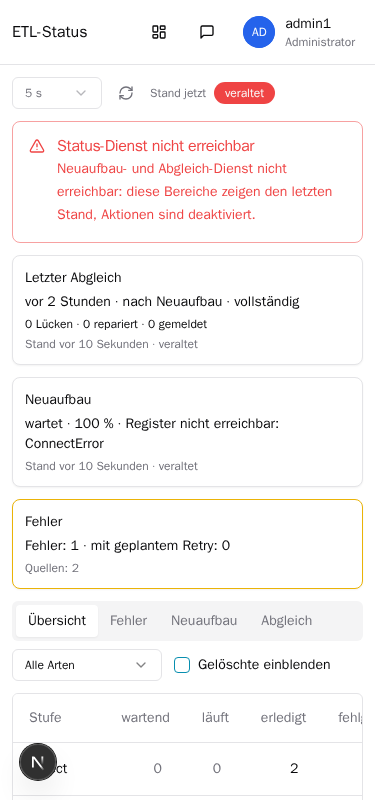 ETL-Status
AD
admin1
Administrator
5 s
Stand jetzt
veraltet
Status-Dienst nicht erreichbar
Neuaufbau- und Abgleich-Dienst nicht
erreichbar: diese Bereiche zeigen den letzten
Stand, Aktionen sind deaktiviert.
Letzter Abgleich
vor 2 Stunden · nach Neuaufbau · vollständig
0 Lücken · 0 repariert · 0 gemeldet
Stand vor 10 Sekunden · veraltet
Neuaufbau
wartet · 100 % · Register nicht erreichbar:
ConnectError
Stand vor 10 Sekunden · veraltet
Fehler
Fehler: 1 · mit geplantem Retry: 0
Quellen: 2
Übersicht Fehler Neuaufbau Abgleich
Alle Arten
Gelöschte einblenden
Stufe wartend läuft erledigt
N
0 0 2